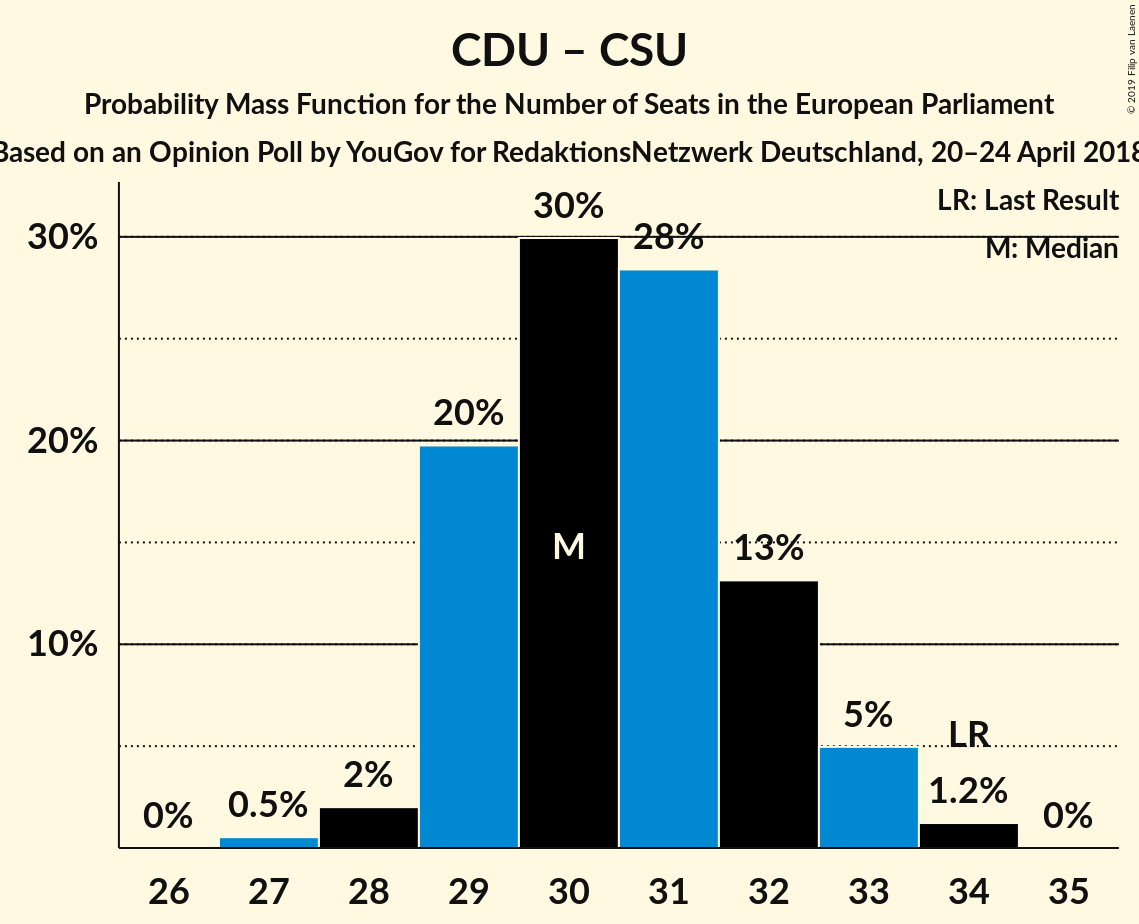 CDU – CSU
Probability Mass Function for the Number of Seats in the European Parliament
Based on an Opinion Poll by YouGov for RedaktionsNetzwerk Deutschland, 20–24 April 2018
© 2019 Filip van Laenen
LR: Last Result
M: Median
30%
20%
10%
0%
0.5%
2%
20%
30%
28%
13%
5%
1.2%
0%
M
LR
26 27 28 29 30 31 32 33 34 35